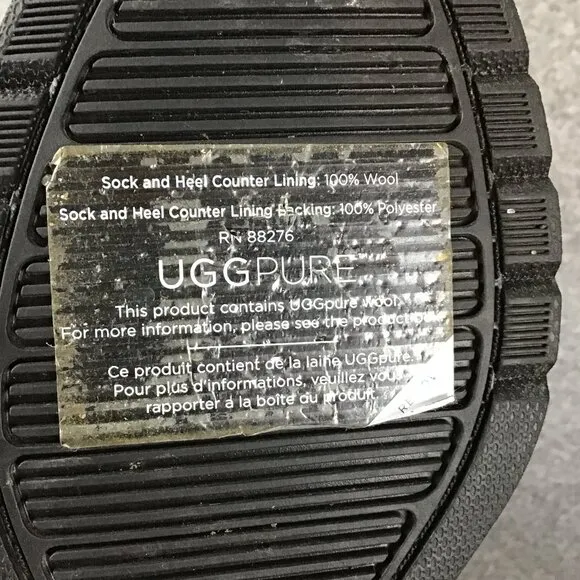 Sock and Heel Counter Lining: 100% Wool
Sock and Heel Counter Lining Backing: 100% Polyester
RN 88276
UGGPURE
This product contains UGGpure wool.
For more information, please see the product
Ce produit contient de la laine UGGpure.
Pour plus d'informations, veuillez vous
rapporter à la boîte du produit.